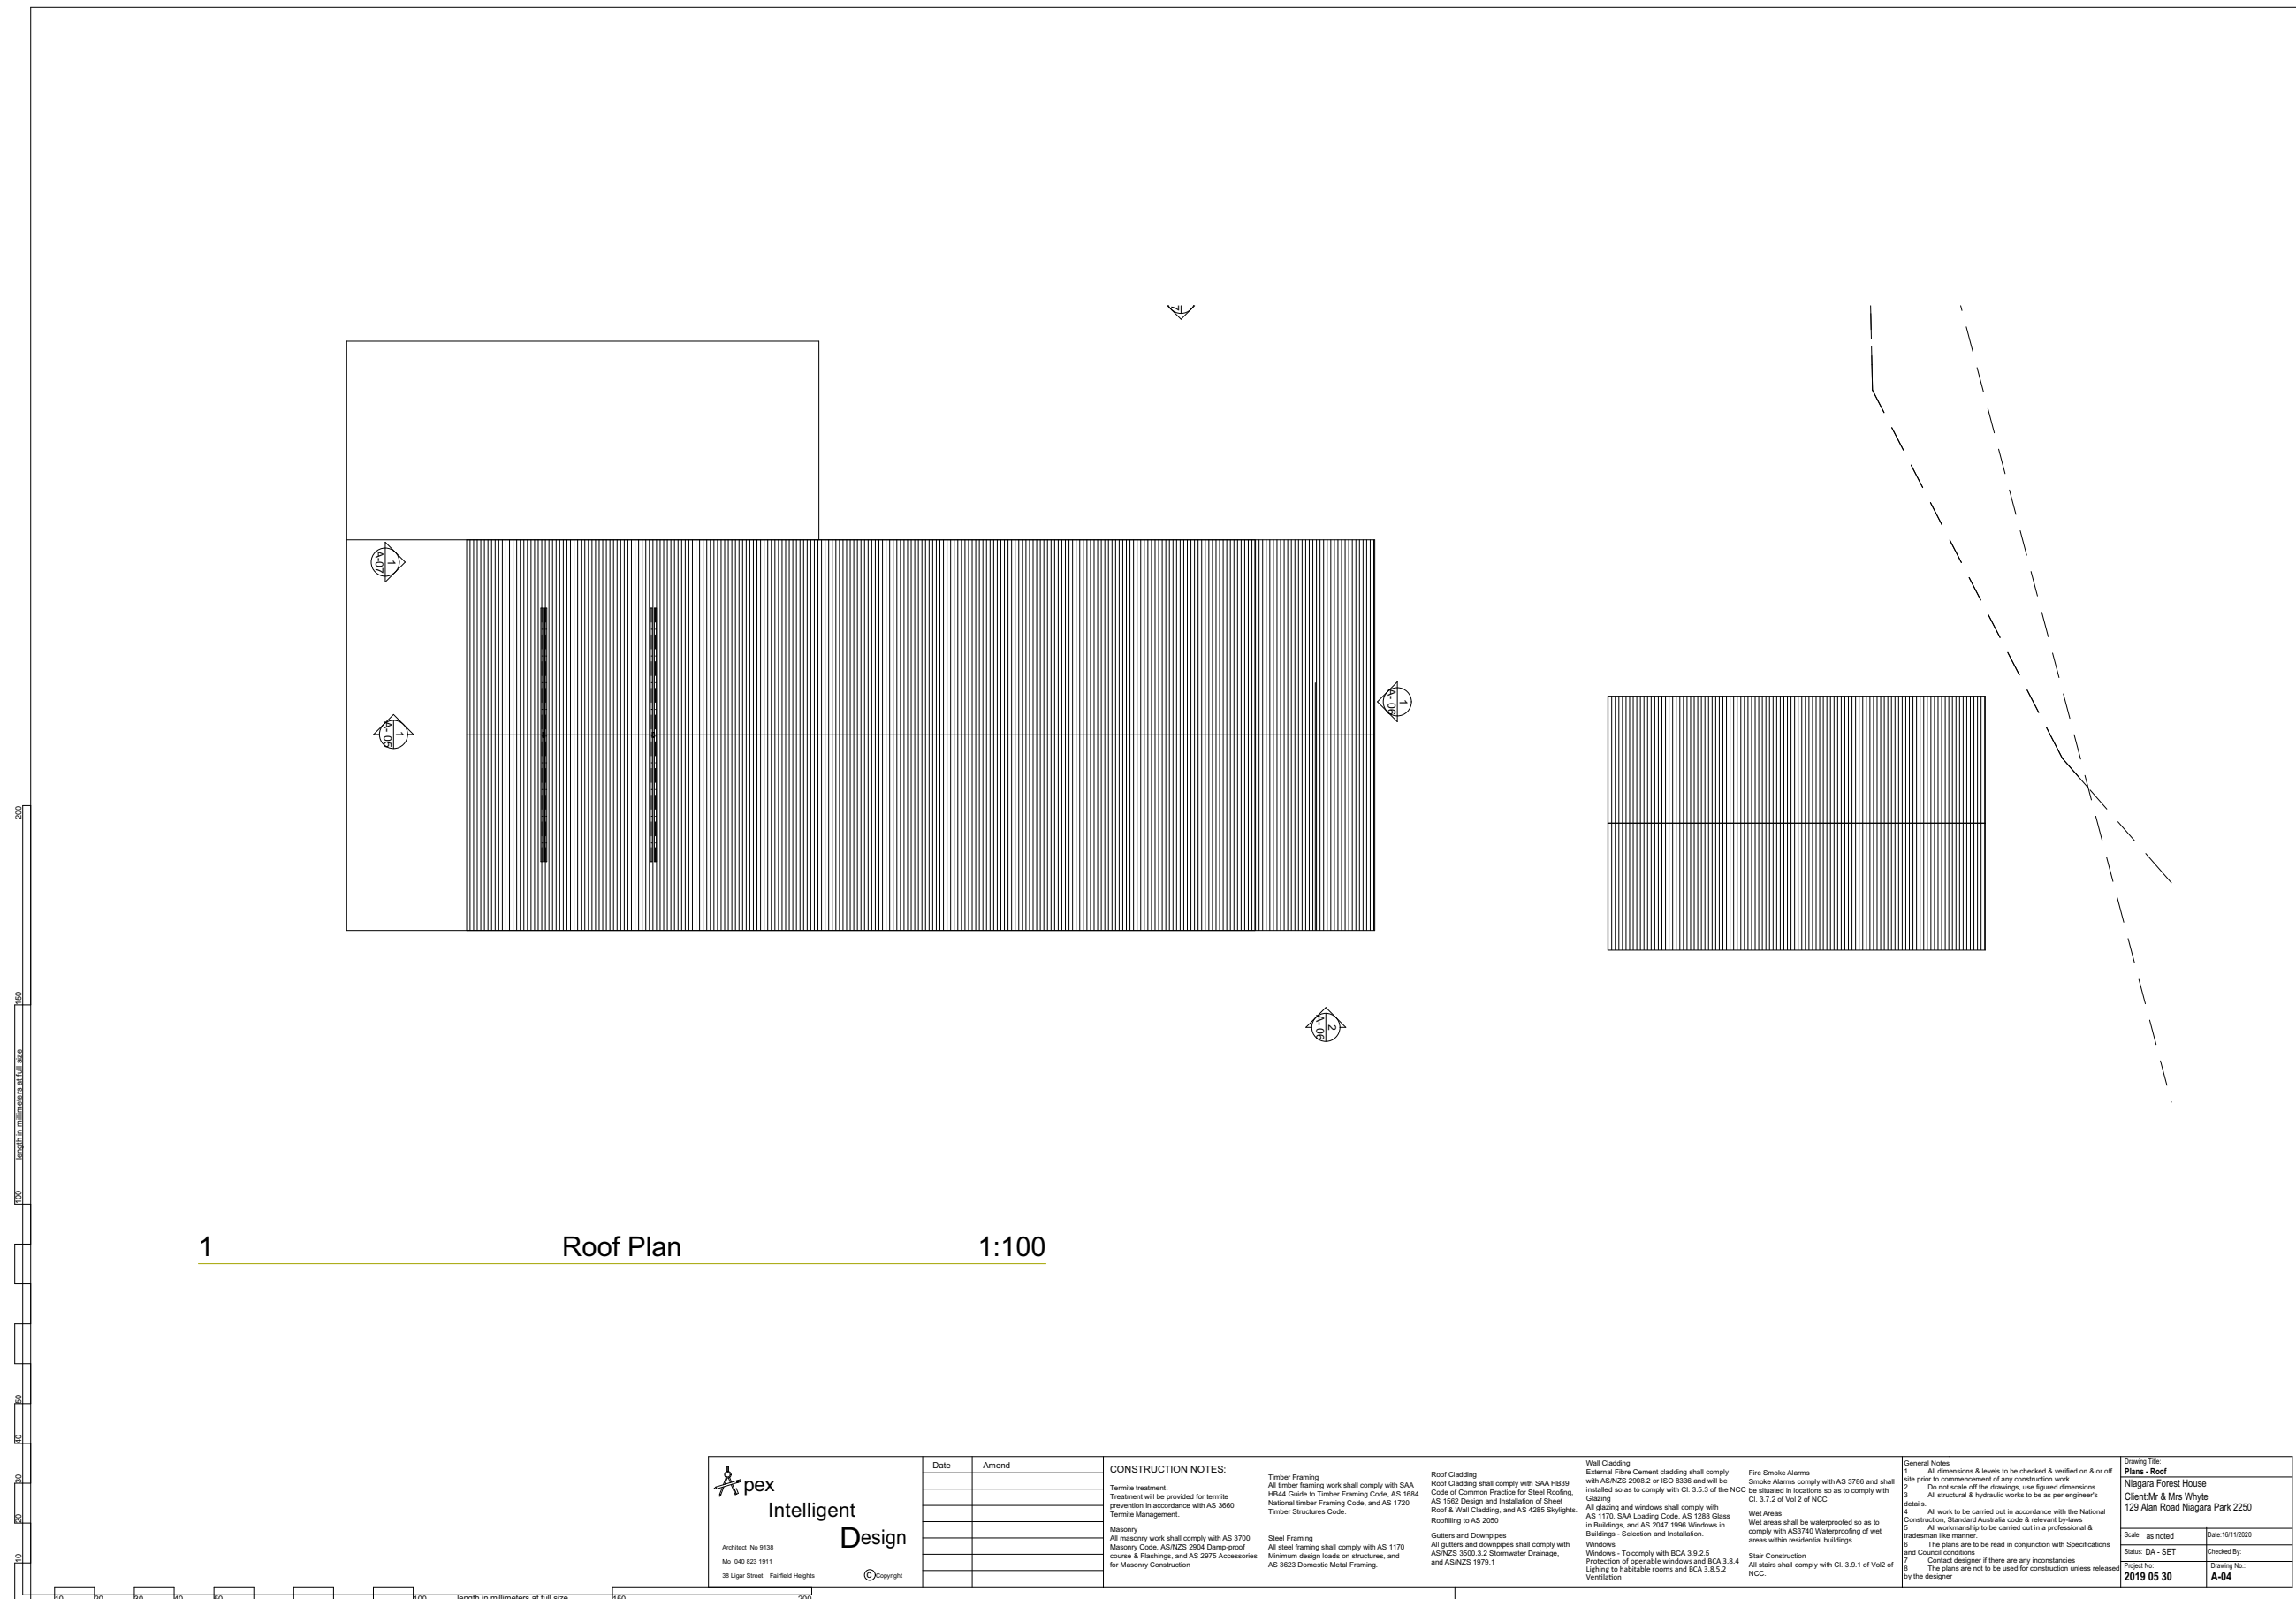 1
A-07
1
A- 05
1
A- 06
2
A- 06
1 Roof Plan 1:100
200
150
length in millimeters at full size
100
50
40
30
20
10
10 20 30 40 50 100 length in millimeters at full size 150 200
Apex
Intelligent
Design
Architect No 9138
Mo 040 823 1911
38 Ligar Street Fairfield Heights
© Copyright
Date Amend
CONSTRUCTION NOTES:
Termite treatment.
Treatment will be provided for termite
prevention in accordance with AS 3660
Termite Management.
Masonry
All masonry work shall comply with AS 3700
Masonry Code, AS/NZS 2904 Damp-proof
course & Flashings, and AS 2975 Accessories
for Masonry Construction
Timber Framing
All timber framing work shall comply with SAA
HB44 Guide to Timber Framing Code, AS 1684
National timber Framing Code, and AS 1720
Timber Structures Code.
Steel Framing
All steel framing shall comply with AS 1170
Minimum design loads on structures, and
AS 3623 Domestic Metal Framing.
Roof Cladding
Roof Cladding shall comply with SAA HB39
Code of Common Practice for Steel Roofing,
AS 1562 Design and Installation of Sheet
Roof & Wall Cladding, and AS 4285 Skylights.
Rooftiling to AS 2050
Gutters and Downpipes
All gutters and downpipes shall comply with
AS/NZS 3500.3.2 Stormwater Drainage,
and AS/NZS 1979.1
Wall Cladding
External Fibre Cement cladding shall comply
with AS/NZS 2908.2 or ISO 8336 and will be
installed so as to comply with Cl. 3.5.3 of the NCC
Glazing
All glazing and windows shall comply with
AS 1170, SAA Loading Code, AS 1288 Glass
in Buildings, and AS 2047 1996 Windows in
Buildings - Selection and Installation.
Windows
Windows - To comply with BCA 3.9.2.5
Protection of openable windows and BCA 3.8.4
Lighing to habitable rooms and BCA 3.8.5.2
Ventilation
Fire Smoke Alarms
Smoke Alarms comply with AS 3786 and shall
be situated in locations so as to comply with
Cl. 3.7.2 of Vol 2 of NCC
Wet Areas
Wet areas shall be waterproofed so as to
comply with AS3740 Waterproofing of wet
areas within residential buildings.
Stair Construction
All stairs shall comply with Cl. 3.9.1 of Vol2 of
NCC.
General Notes
1 All dimensions & levels to be checked & verified on & or off
site prior to commencement of any construction work.
2 Do not scale off the drawings, use figured dimensions.
3 All structural & hydraulic works to be as per engineer's
details.
4 All work to be carried out in accordance with the National
Construction, Standard Australia code & relevant by-laws
5 All workmanship to be carried out in a professional &
tradesman like manner.
6 The plans are to be read in conjunction with Specifications
and Council conditions
7 Contact designer if there are any inconstancies
8 The plans are not to be used for construction unless released
by the designer
Drawing Title:
Plans - Roof
Niagara Forest House
Client:Mr & Mrs Whyte
129 Alan Road Niagara Park 2250
Scale: as noted Date:16/11/2020
Status: DA - SET Checked By:
Project No: Drawing No.:
2019 05 30 A-04